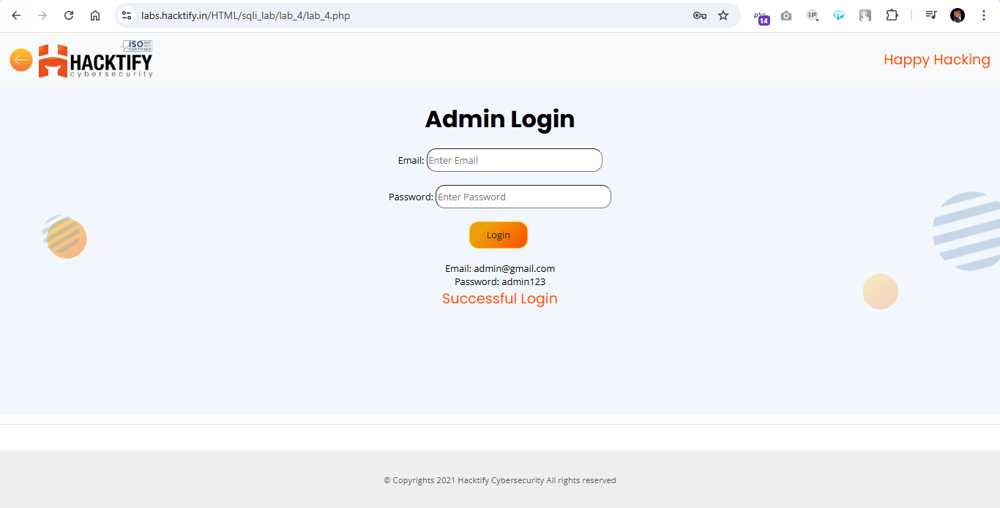 labs.hacktify.in/HTML/sqli_lab/lab_4/lab_4.php
14
IP
ISO
CERTIFIED
HACKTIFY
cybersecurity
Happy Hacking
Admin Login
Email: Enter Email
Password: Enter Password
Login
Email: admin@gmail.com
Password: admin123
Successful Login
© Copyrights 2021 Hacktify Cybersecurity All rights reserved